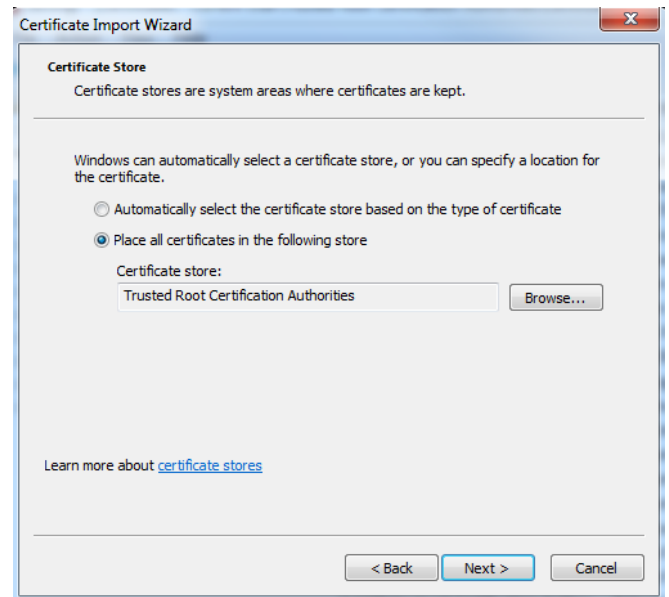 Certificate Import Wizard
Certificate Store
Certificate stores are system areas where certificates are kept.
Windows can automatically select a certificate store, or you can specify a location for
the certificate.
Automatically select the certificate store based on the type of certificate
Place all certificates in the following store
Certificate store:
Trusted Root Certification Authorities
Browse...
Learn more about certificate stores
< Back Next > Cancel